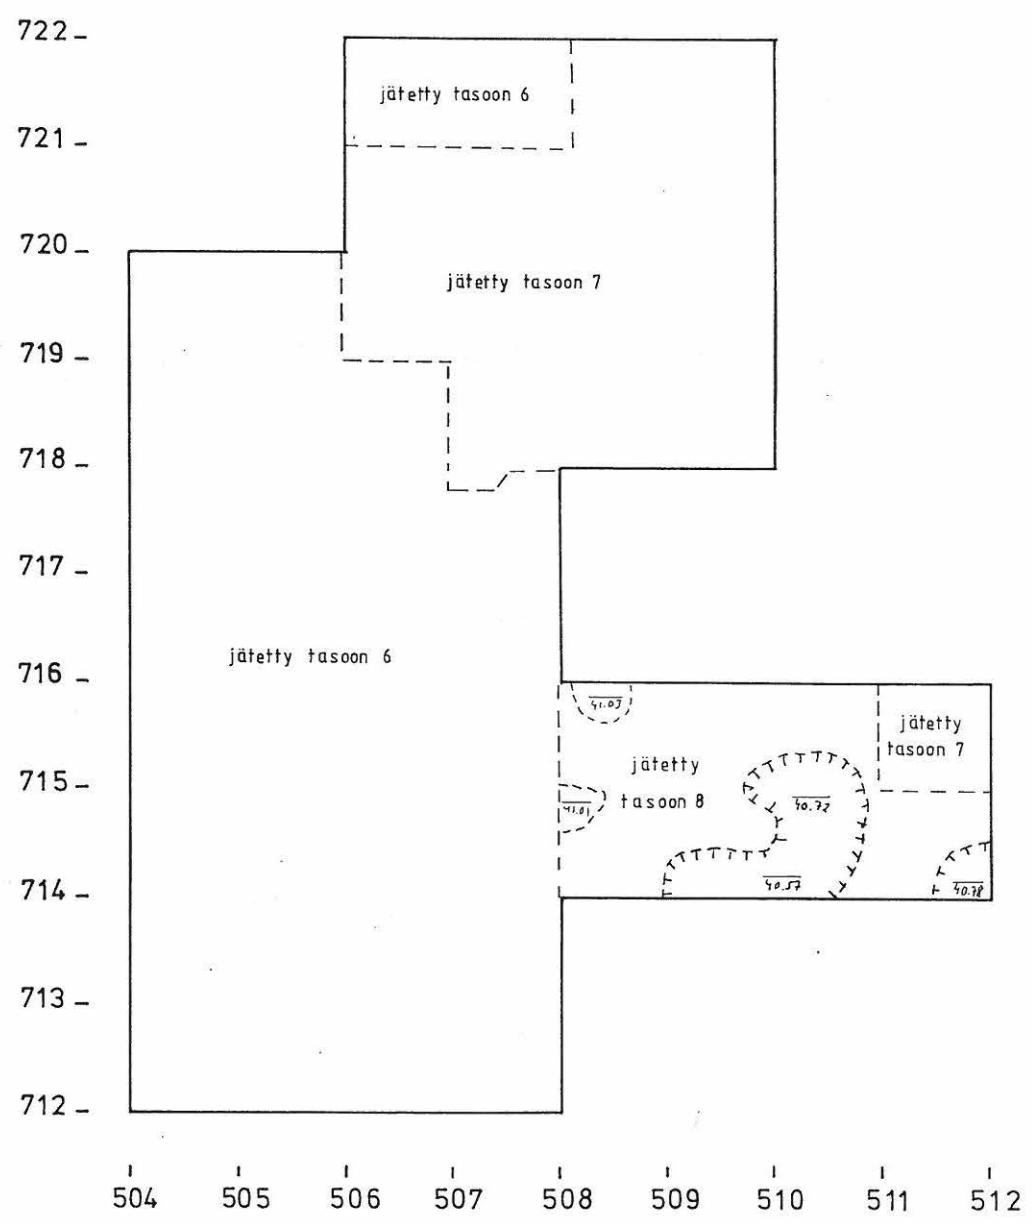 722
jätetty tasoon 6
721
720
jätetty tasoon 7
719
718
717
jätetty tasoon 6
716
41.03
jätetty
tasoon 7
715
jätetty
tasoon 8
41.01
40.72
714
40.57
40.78
713
712
504 505 506 507 508 509 510 511 512